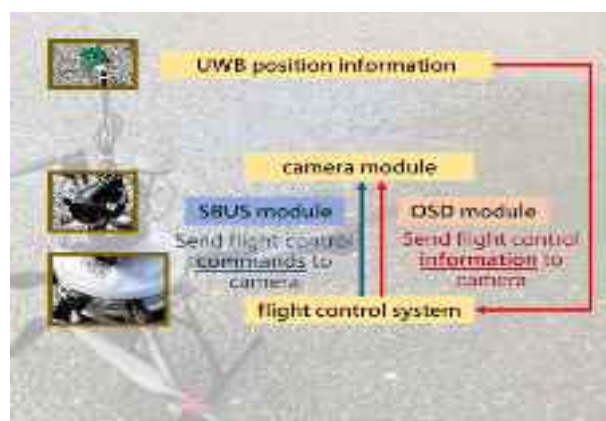 UWB position information
camera module
SBUS module
OSD module
Send flight control
commands to
camera
Send flight control
information to
camera
flight control system